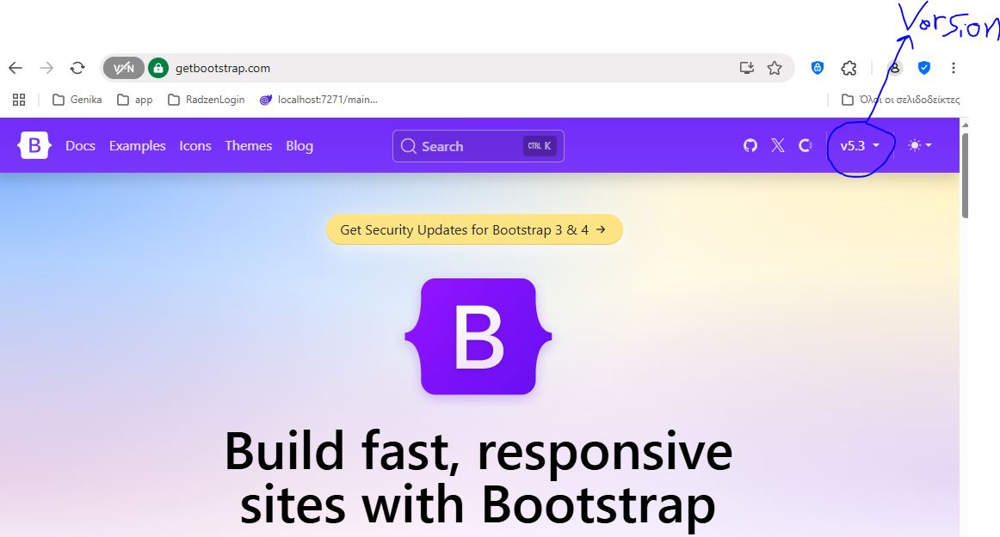 Version
VPN getbootstrap.com
Genika app RadzenLogin localhost:7271/main... Όλοι οι σελιδοδείκτες
B Docs Examples Icons Themes Blog Search CTRL K v5.3
Get Security Updates for Bootstrap 3 & 4 →
B
Build fast, responsive
sites with Bootstrap